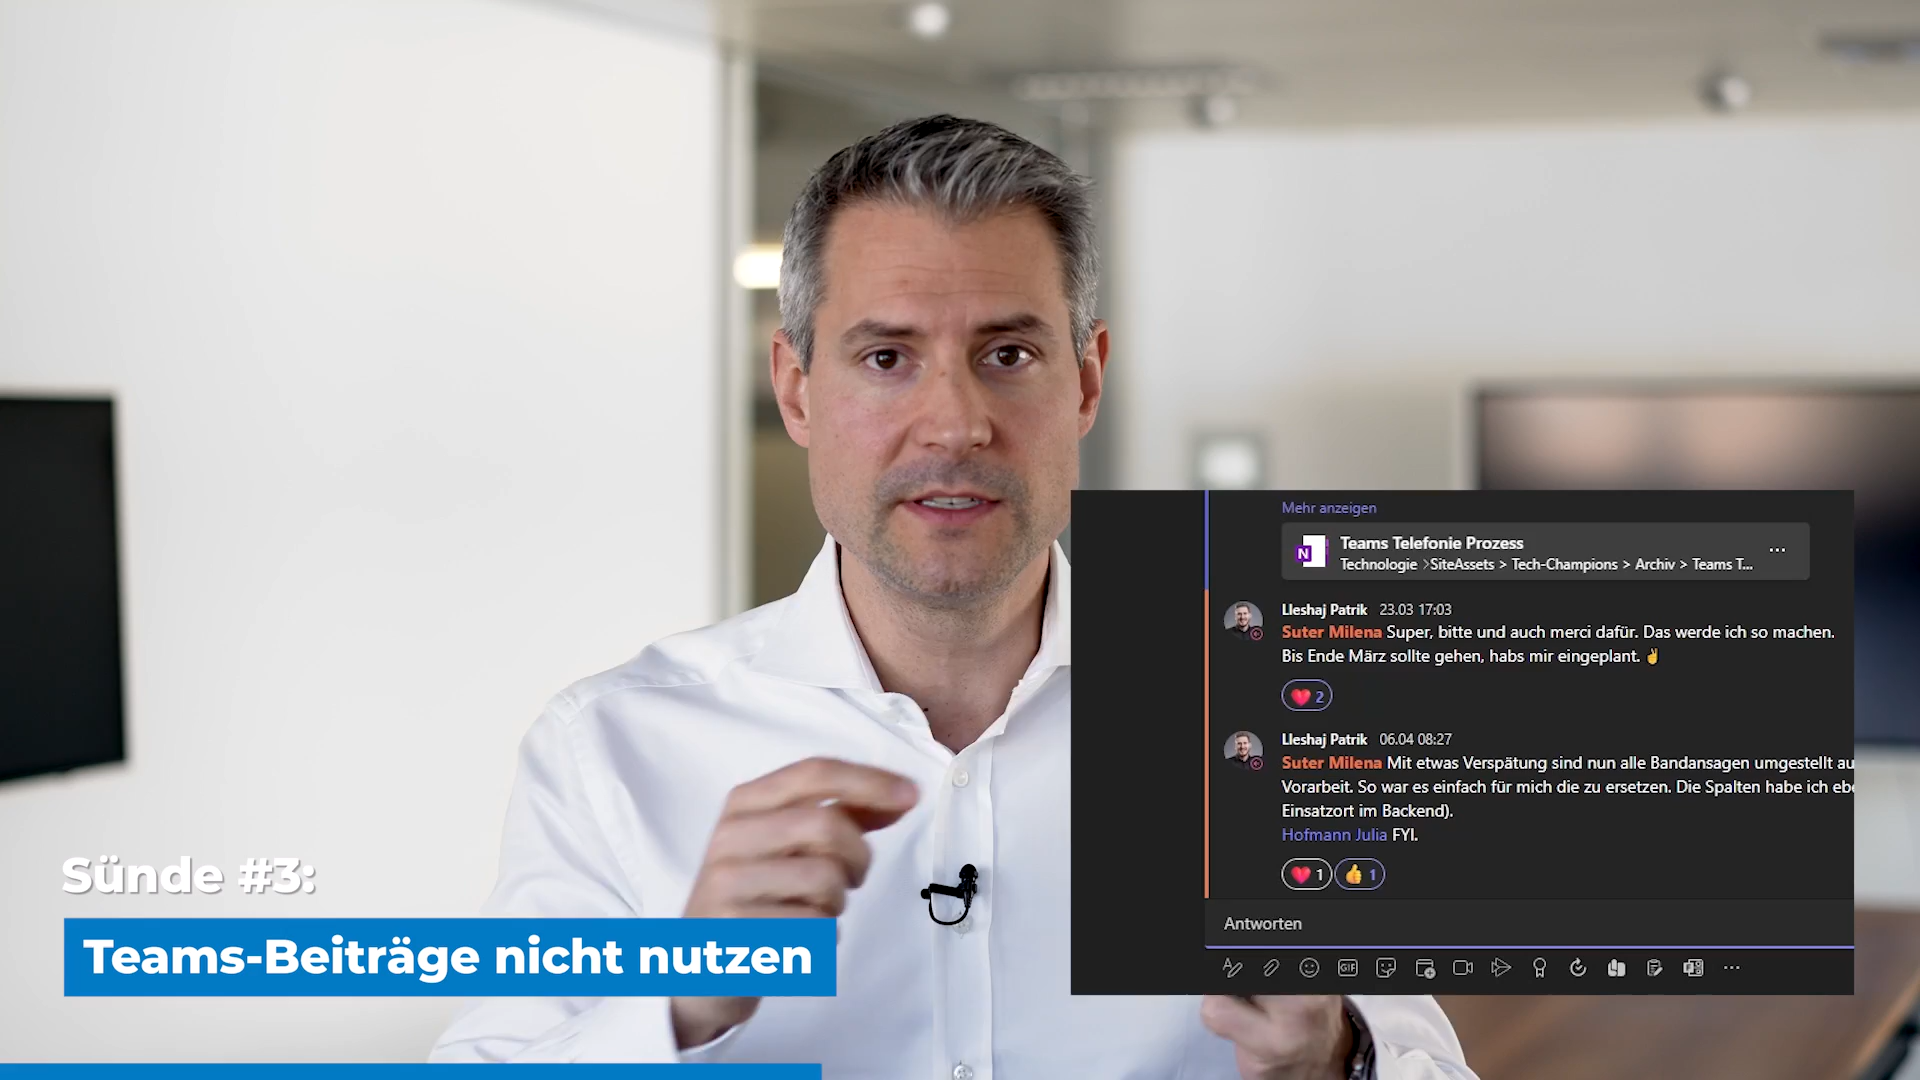 Mehr anzeigen
Teams Telefonie Prozess
Technologie >SiteAssets > Tech-Champions > Archiv > Teams T...
Lleshaj Patrik 23.03 17:03
Suter Milena Super, bitte und auch merci dafür. Das werde ich so machen.
Bis Ende März sollte gehen, habs mir eingeplant.
2
Lleshaj Patrik 06.04 08:27
Suter Milena Mit etwas Verspätung sind nun alle Bandansagen umgestellt au
Vorarbeit. So war es einfach für mich die zu ersetzen. Die Spalten habe ich ebe
Einsatzort im Backend).
Hofmann Julia FYI.
1 1
Antworten
GIF
Sünde #3:
Teams-Beiträge nicht nutzen